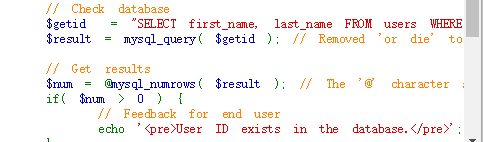 // Check database
$getid = "SELECT first_name, last_name FROM users WHERE
$result = mysql_query( $getid ); // Removed 'or die' to
// Get results
$num = @mysql_numrows( $result ); // The '@' character
if( $num > 0 ) {
// Feedback for end user
echo '<pre>User ID exists in the database.</pre>';